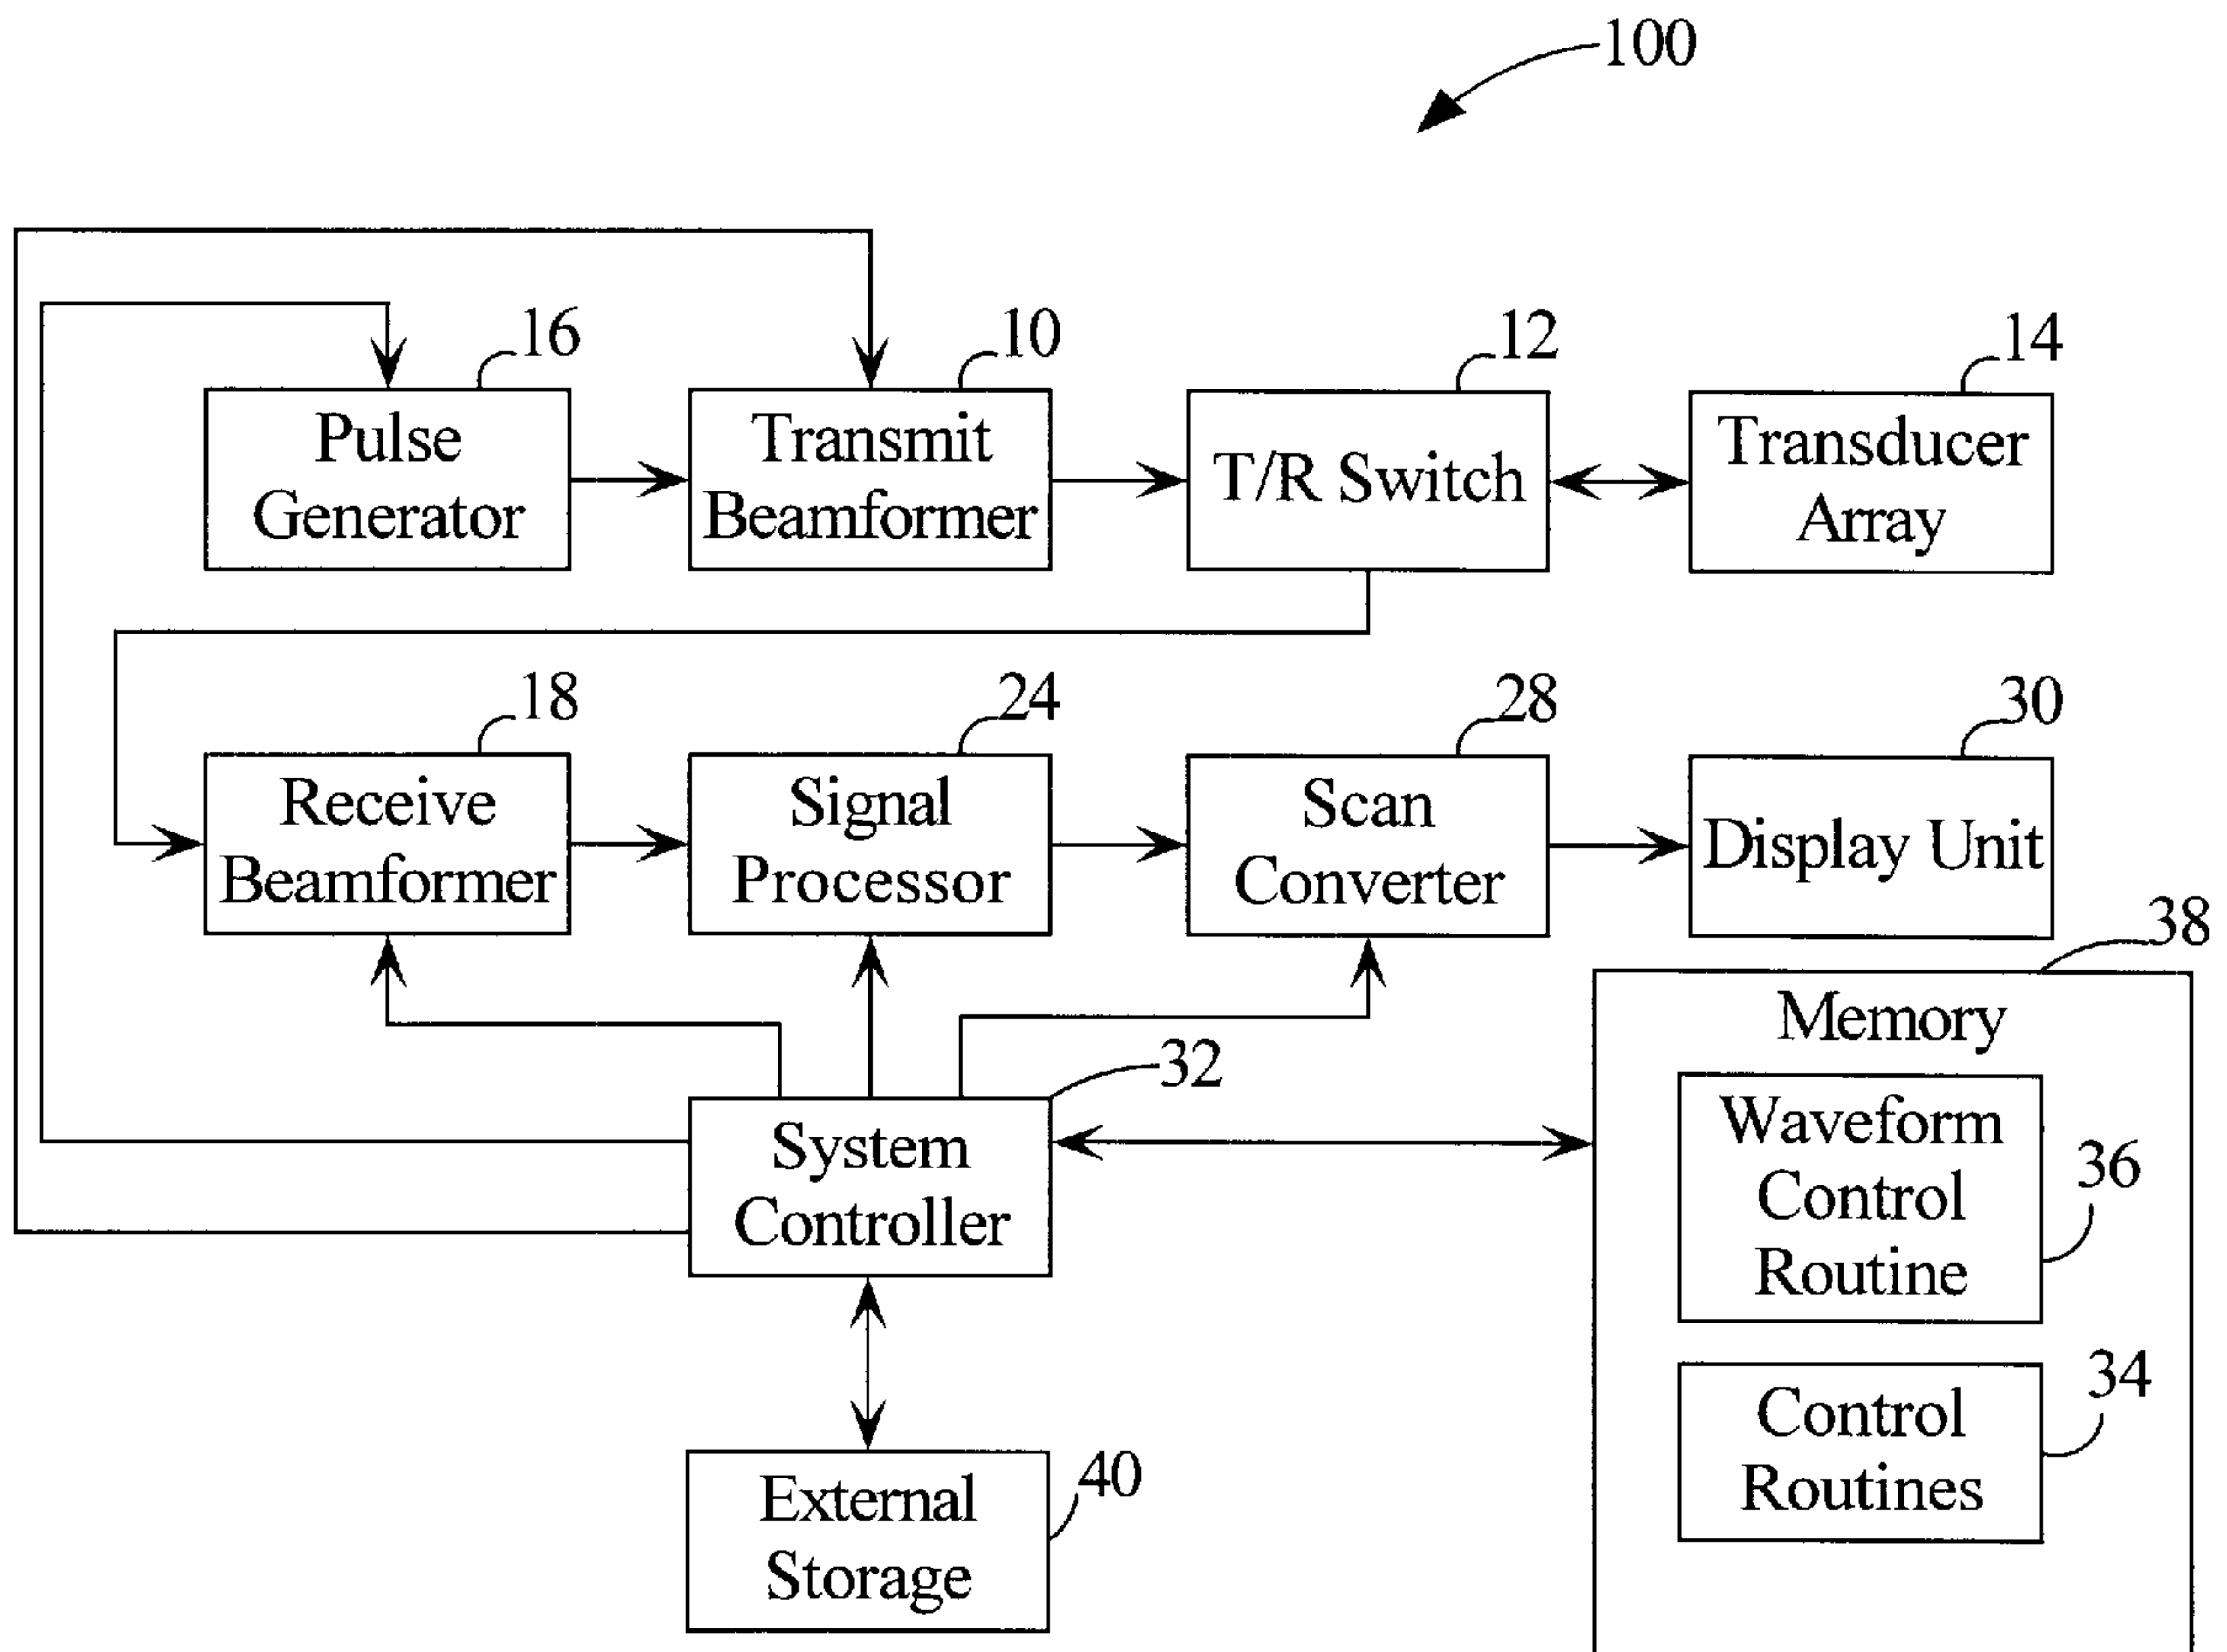 100
16
10
12
14
Pulse
Generator
Transmit
Beamformer
T/R Switch
Transducer
Array
18
24
28
30
Receive
Beamformer
Signal
Processor
Scan
Converter
Display Unit
38
Memory
32
System
Controller
Waveform
Control
Routine
36
34
Control
Routines
40
External
Storage